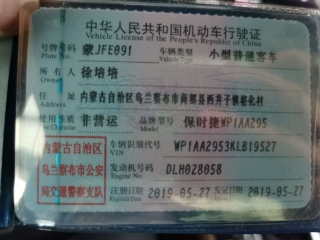 中华人民共和国机动车行驶证
Vehicle License of the People's Republic of China
号牌号码 蒙JFE091 车辆类型 小型普通客车
Plate No. Vehicle Type
所有人 徐培培
Owner
住 内蒙古自治区乌兰察布市商都县西井子镇
Address
使用性质 非营运 品牌型号 保时捷WP1AA295
Use Character Model
内蒙古自治区
乌兰察布市公安
局交通警察支队
车辆识别代号 WP1AA2953KLB19527
VIN
发动机号码 DLH028058
Engine No.
注册日期 2019-05-27 发证日期 2019-05-27
Register Date Issue Date